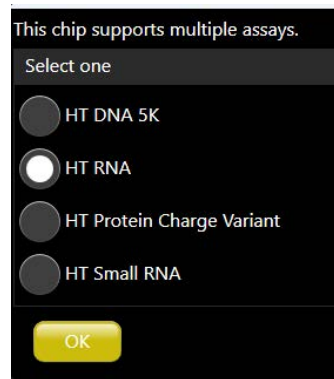 This chip supports multiple assays.
Select one
HT DNA 5K
HT RNA
HT Protein Charge Variant
HT Small RNA
OK